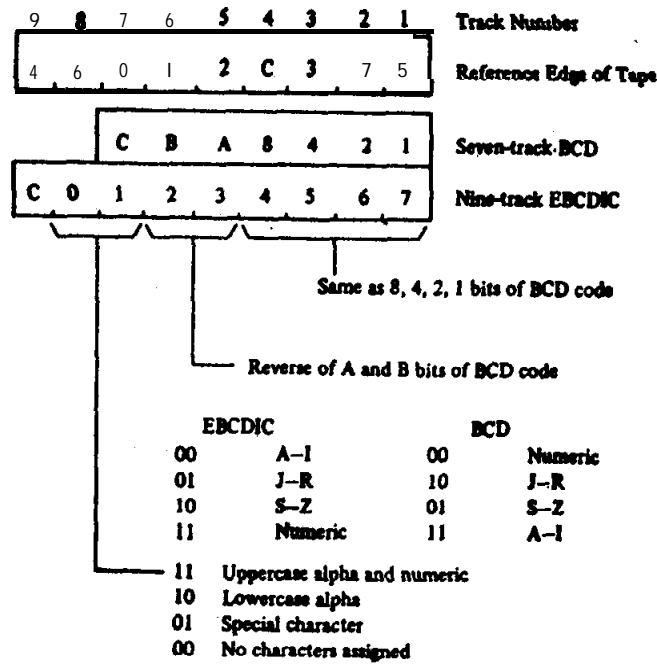 9 8 7 6 5 4 3 2 1 Track Number
4 6 0 1 2 C 3 7 5 Reference Edge of Tape
C B A 8 4 2 1 Seven-track BCD
C 0 1 2 3 4 5 6 7 Nine-track EBCDIC
Same as 8, 4, 2, 1 bits of BCD code
Reverse of A and B bits of BCD code
EBCDIC BCD
00 A–I 00 Numeric
01 J–R 10 J–R
10 S–Z 01 S–Z
11 Numeric 11 A–I
11 Uppercase alpha and numeric
10 Lowercase alpha
01 Special character
00 No characters assigned